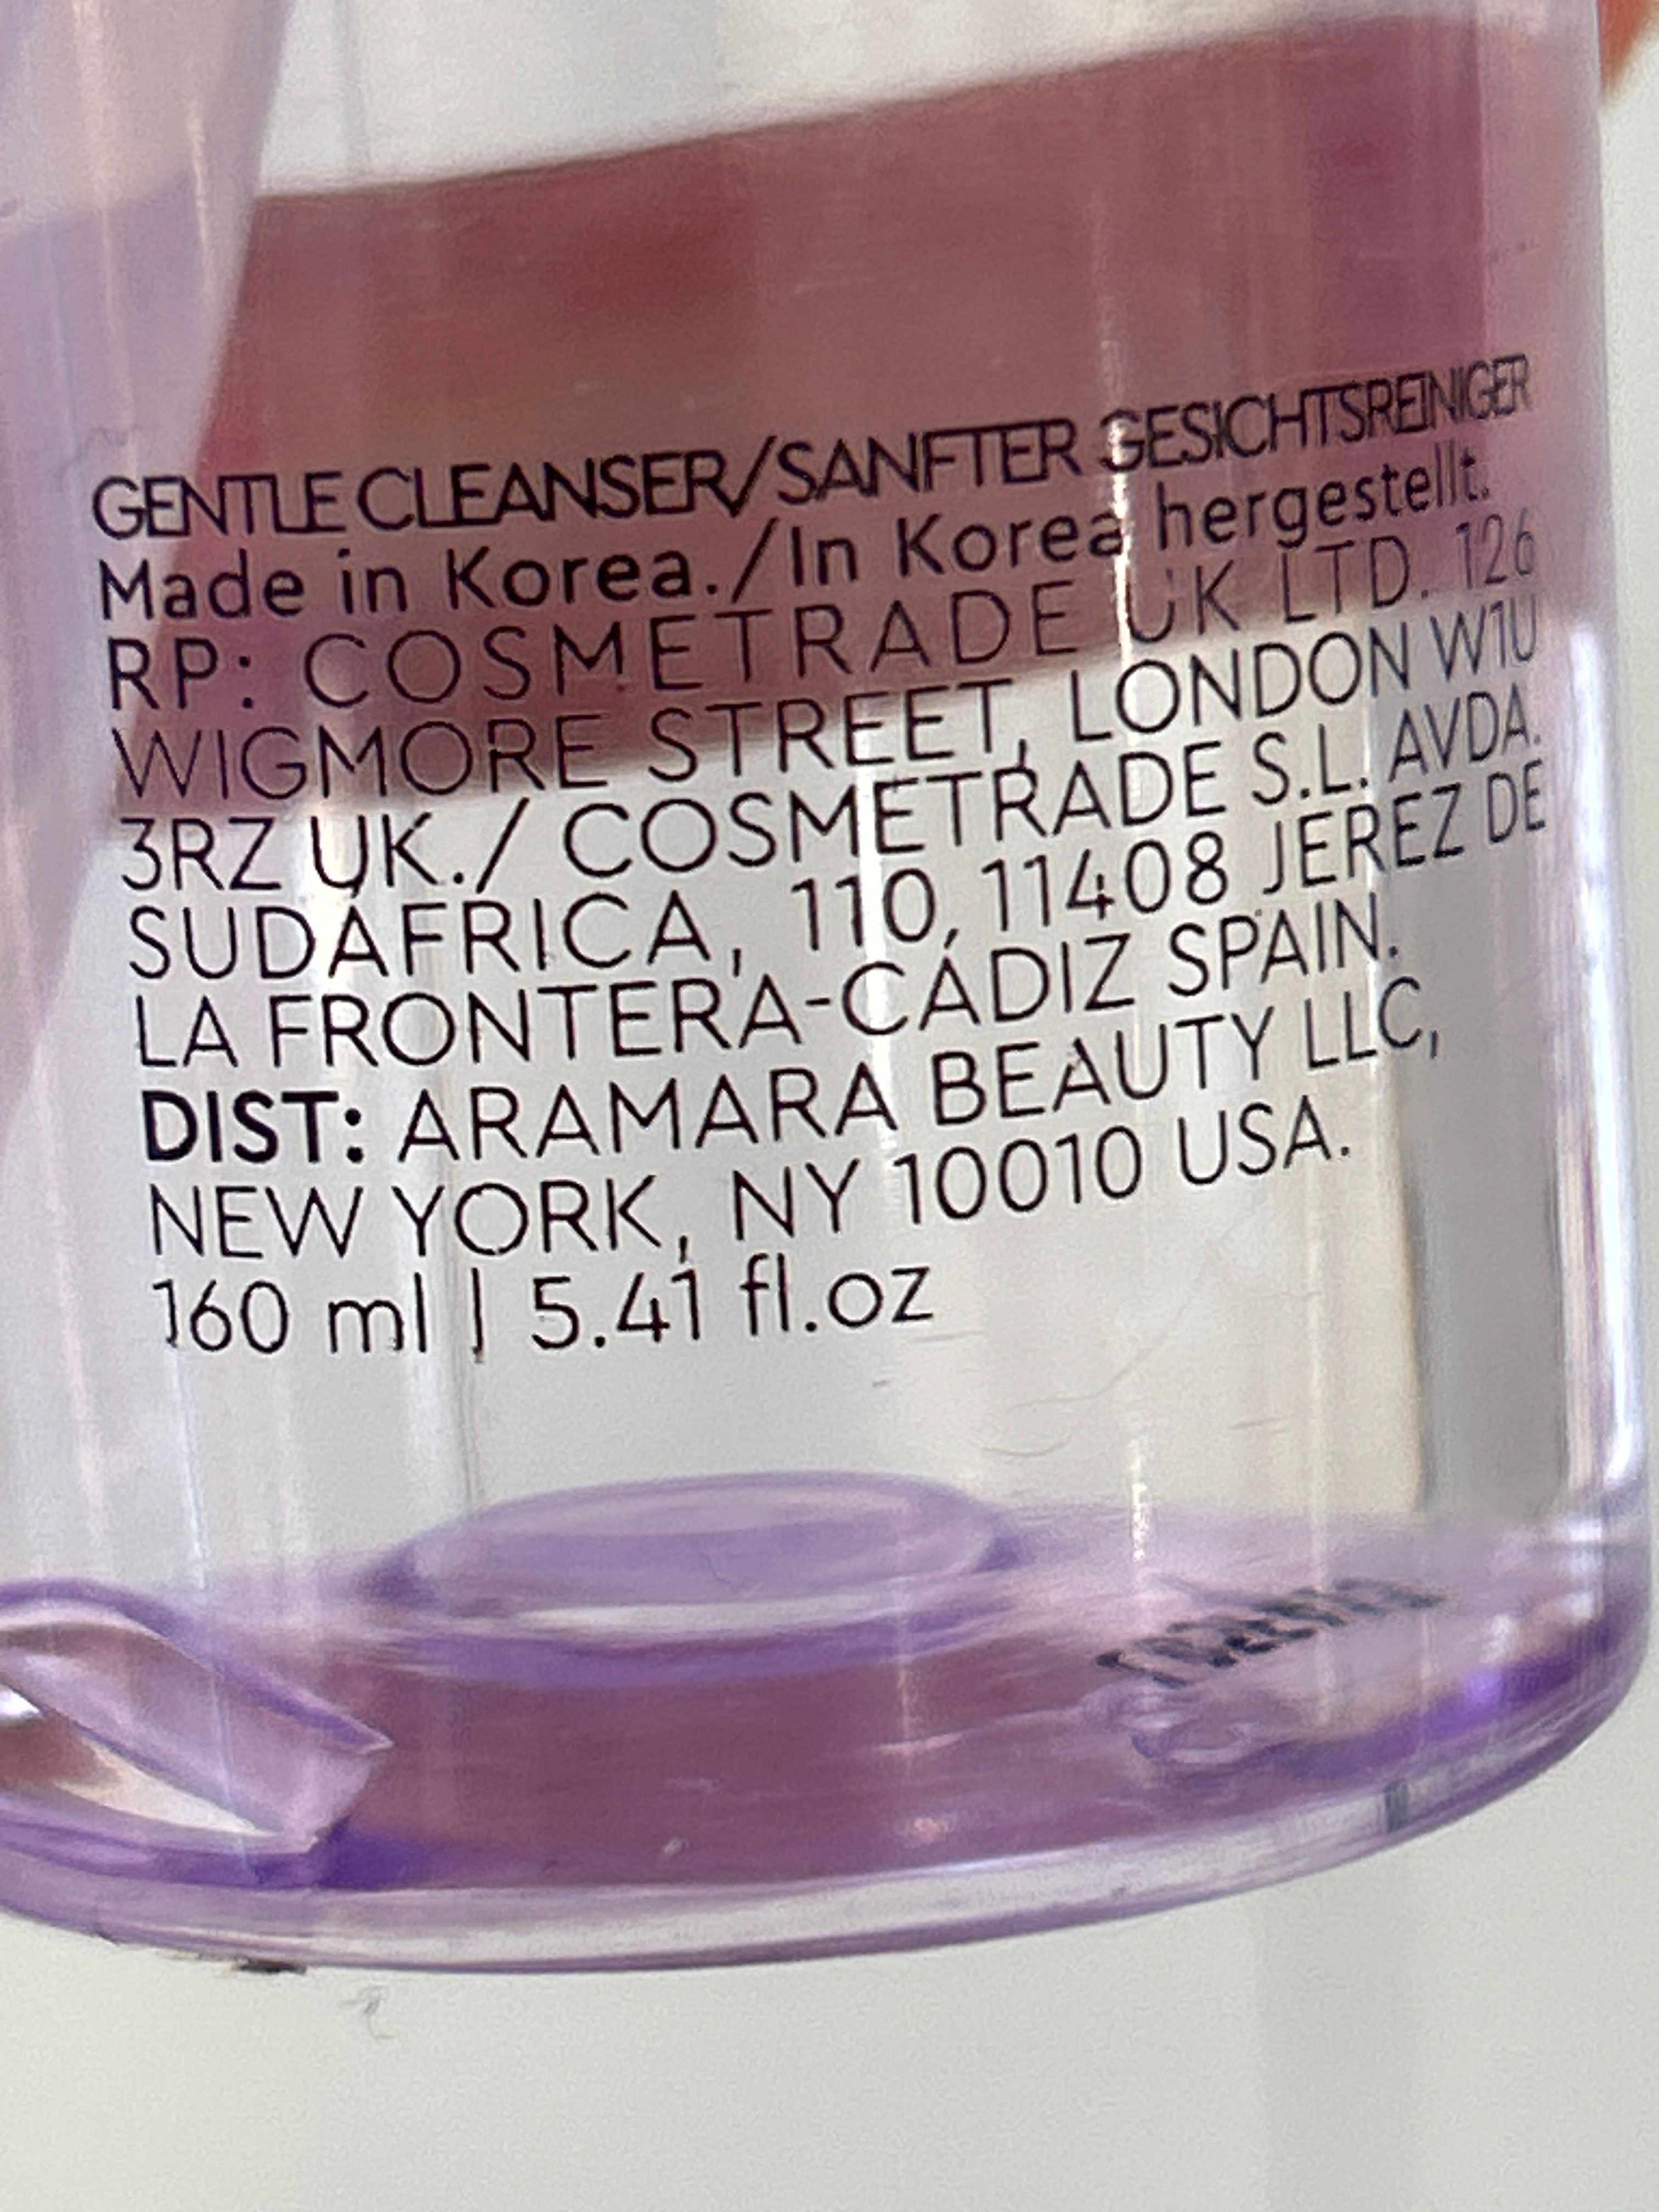 GENTLE CLEANSER/SANFTER GESICHTSREINIGER
Made in Korea./In Korea hergestellt.
RP: COSMETRADE UK LTD. 126
WIGMORE STREET, LONDON W1U
3RZ UK./ COSMETRADE S.L. AVDA.
SUDÁFRICA, 110, 11408 JEREZ DE
LA FRONTERA-CÁDIZ SPAIN.
DIST: ARAMARA BEAUTY LLC,
NEW YORK, NY 10010 USA.
160 ml | 5.41 fl.oz